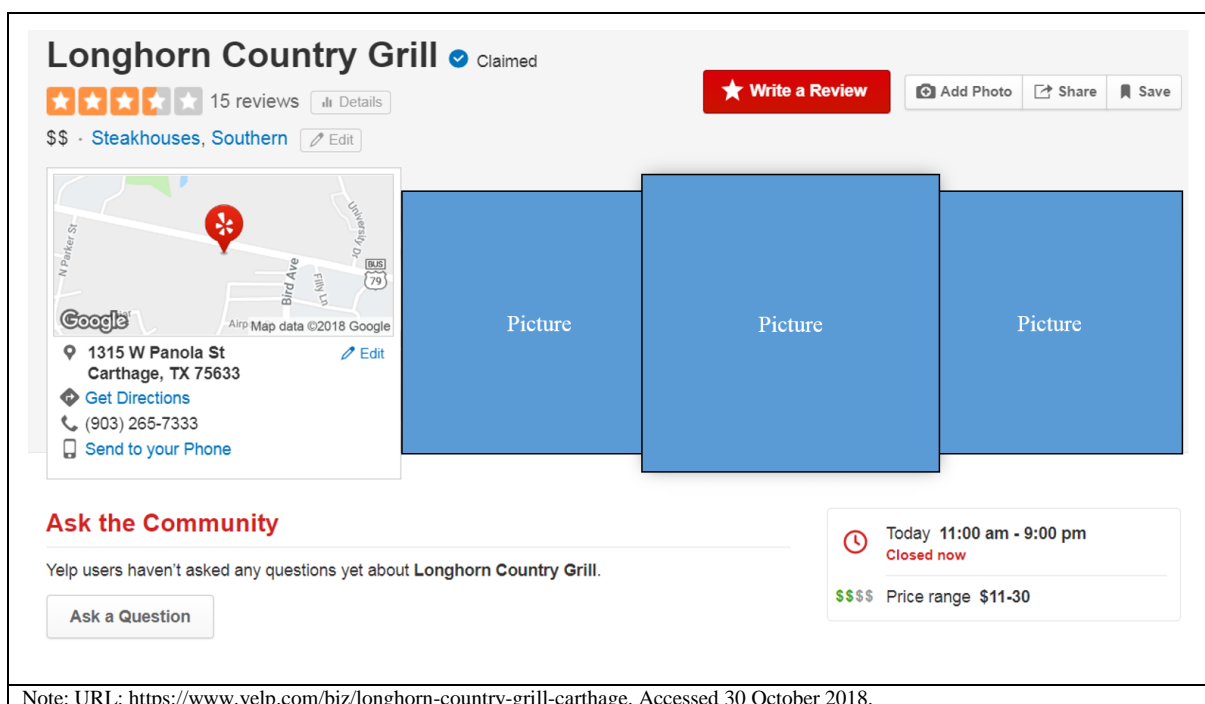 Longhorn Country Grill Claimed
15 reviews Details
$$ · Steakhouses, Southern Edit
Write a Review
Add Photo Share Save
N Parker St
University Dr
Bird Ave
Filly Ln
BUS
79
Google
Airp Map data ©2018 Google
1315 W Panola St Edit
Carthage, TX 75633
Get Directions
(903) 265-7333
Send to your Phone
Picture
Picture
Picture
Ask the Community
Yelp users haven't asked any questions yet about Longhorn Country Grill.
Ask a Question
Today 11:00 am - 9:00 pm
Closed now
$$$$ Price range $11-30
Note: URL: https://www.yelp.com/biz/longhorn-country-grill-carthage. Accessed 30 October 2018.